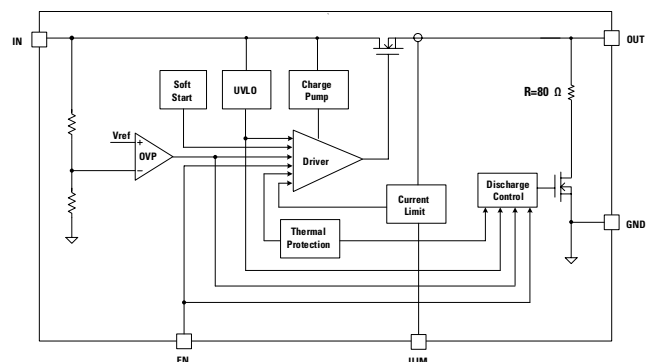 IN
OUT
Soft
Start
UVLO
Charge
Pump
R=80 Ω
Vref
+
OVP
−
Driver
Discharge
Control
Current
Limit
Thermal
Protection
GND
EN